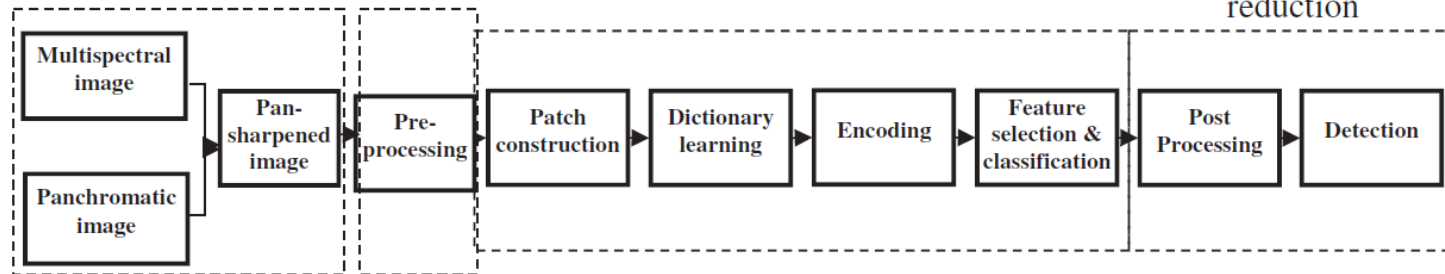 reduction
Multispectral
image
Panchromatic
image
Pan-
sharpened
image
Pre-
processing
Patch
construction
Dictionary
learning
Encoding
Feature
selection &
classification
Post
Processing
Detection